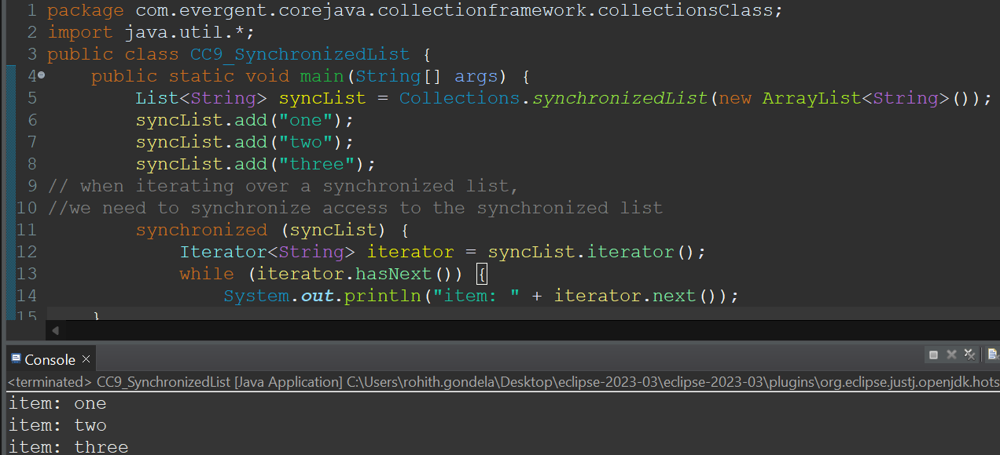 1 package com.evergent.corejava.collectionframework.collectionsClass;
2 import java.util.*;
3 public class CC9_SynchronizedList {
4 public static void main(String[] args) {
5 List<String> syncList = Collections.synchronizedList(new ArrayList<String>());
6 syncList.add("one");
7 syncList.add("two");
8 syncList.add("three");
9 // when iterating over a synchronized list,
10 //we need to synchronize access to the synchronized list
11 synchronized (syncList) {
12 Iterator<String> iterator = syncList.iterator();
13 while (iterator.hasNext()) {
14 System.out.println("item: " + iterator.next());
15 }
Console
<terminated> CC9_SynchronizedList [Java Application] C:\Users\rohith.gondela\Desktop\eclipse-2023-03\eclipse-2023-03\plugins\org.eclipse.justj.openjdk.hots
item: one
item: two
item: three